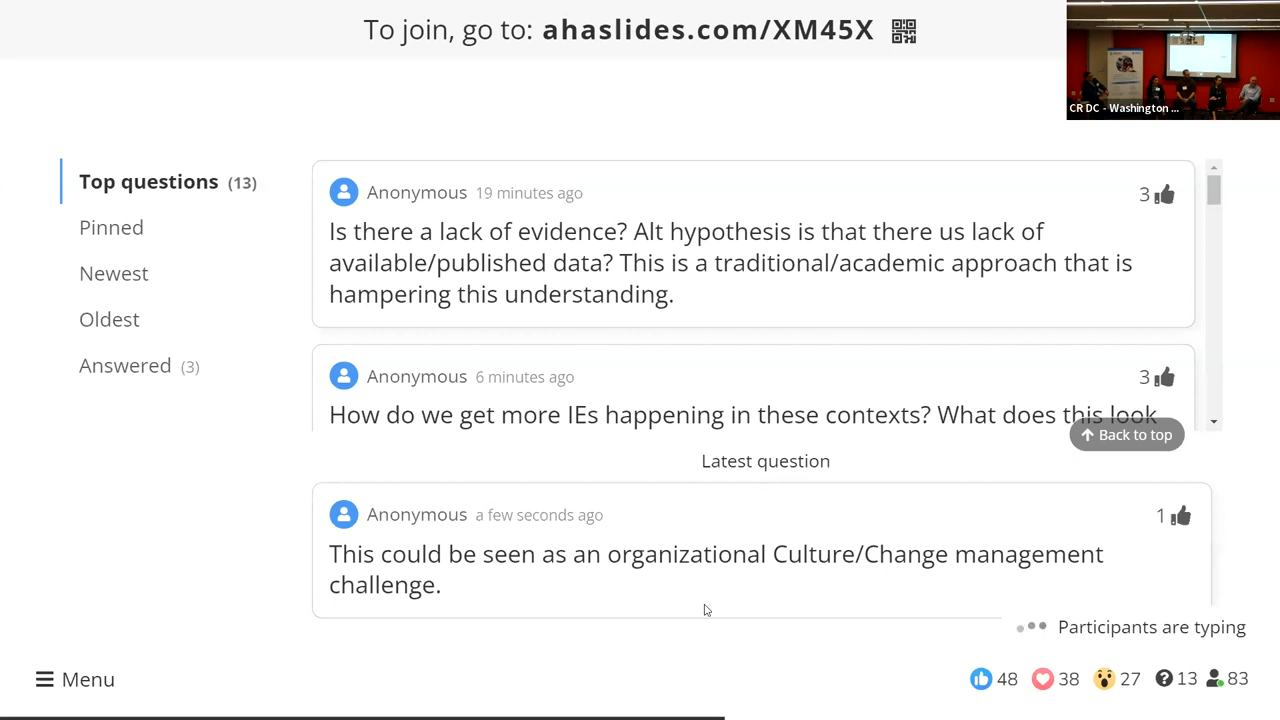 To join, go to: ahaslides.com/XM45X
CR DC - Washington ...
Top questions (13)
Pinned
Newest
Oldest
Answered (3)
Anonymous 19 minutes ago
3
Is there a lack of evidence? Alt hypothesis is that there us lack of
available/published data? This is a traditional/academic approach that is
hampering this understanding.
Anonymous 6 minutes ago
3
How do we get more IEs happening in these contexts? What does this look
Back to top
Latest question
Anonymous a few seconds ago
1
This could be seen as an organizational Culture/Change management
challenge.
Participants are typing
Menu
48 38 27 13 83